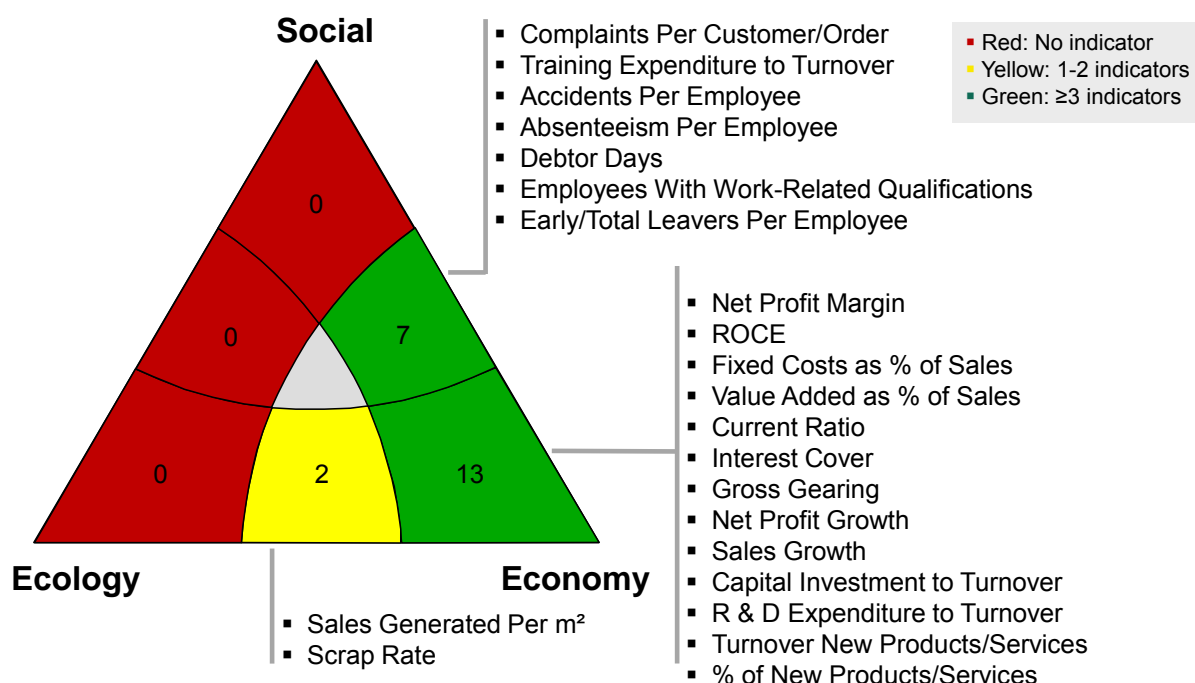 Social
▪ Complaints Per Customer/Order
▪ Training Expenditure to Turnover
▪ Accidents Per Employee
▪ Absenteeism Per Employee
▪ Debtor Days
▪ Employees With Work-Related Qualifications
▪ Early/Total Leavers Per Employee
▪ Red: No indicator
▪ Yellow: 1-2 indicators
▪ Green: ≥3 indicators
0
0
7
0
2
13
▪ Net Profit Margin
▪ ROCE
▪ Fixed Costs as % of Sales
▪ Value Added as % of Sales
▪ Current Ratio
▪ Interest Cover
▪ Gross Gearing
▪ Net Profit Growth
▪ Sales Growth
▪ Capital Investment to Turnover
▪ R & D Expenditure to Turnover
▪ Turnover New Products/Services
▪ % of New Products/Services
Ecology
Economy
▪ Sales Generated Per m²
▪ Scrap Rate